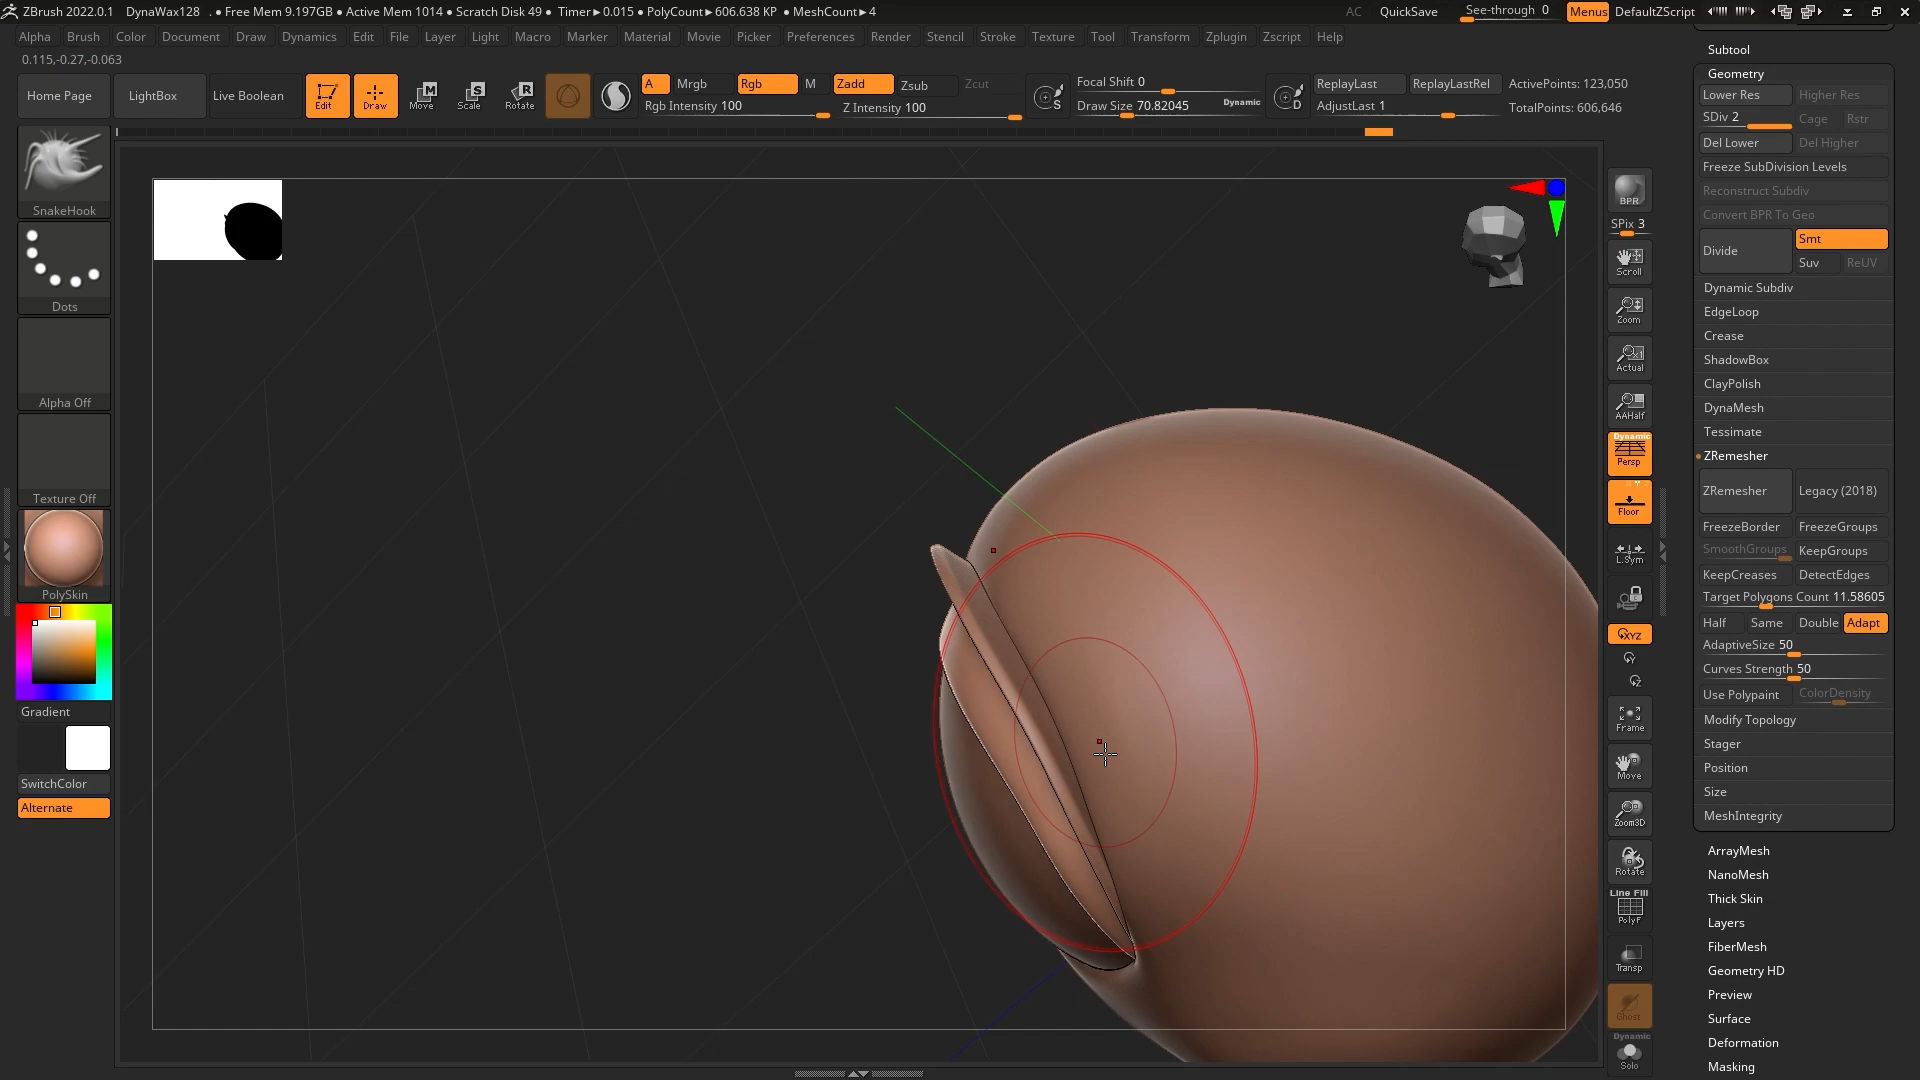 ZBrush 2022.0.1 DynaWax128 . ● Free Mem 9.197GB ● Active Mem 1014 ● Scratch Disk 49 ● Timer►0.015 ● PolyCount►606.638 KP ● MeshCount►4 AC QuickSave See-through 0 Menus DefaultZScript
Alpha Brush Color Document Draw Dynamics Edit File Layer Light Macro Marker Material Movie Picker Preferences Render Stencil Stroke Texture Tool Transform Zplugin Zscript Help
0.115,-0.27,-0.063
Home Page LightBox Live Boolean Edit Draw Move Scale Rotate
M S R
A Mrgb Rgb M Zadd Zsub Zcut
Rgb Intensity 100 Z Intensity 100
S Focal Shift 0
Draw Size 70.82045 Dynamic
D ReplayLast ReplayLastRel ActivePoints: 123,050
AdjustLast 1 TotalPoints: 606,646
SnakeHook
Dots
Alpha Off
Texture Off
PolySkin
Gradient
SwitchColor
Alternate
BPR
SPix 3
Scroll
Zoom
Actual
AAHalf
Dynamic
Persp
Floor
L.Sym
XYZ
Y
Z
Frame
Move
Zoom3D
Rotate
Line Fill
PolyF
Transp
Ghost
Dynamic
Solo
Subtool
Geometry
Lower Res Higher Res
SDiv 2 Cage Rstr
Del Lower Del Higher
Freeze SubDivision Levels
Reconstruct Subdiv
Convert BPR To Geo
Divide Smt
Suv ReUV
Dynamic Subdiv
EdgeLoop
Crease
ShadowBox
ClayPolish
DynaMesh
Tessimate
ZRemesher
ZRemesher Legacy (2018)
FreezeBorder FreezeGroups
SmoothGroups KeepGroups
KeepCreases DetectEdges
Target Polygons Count 11.58605
Half Same Double Adapt
AdaptiveSize 50
Curves Strength 50
Use Polypaint ColorDensity
Modify Topology
Stager
Position
Size
MeshIntegrity
ArrayMesh
NanoMesh
Thick Skin
Layers
FiberMesh
Geometry HD
Preview
Surface
Deformation
Masking